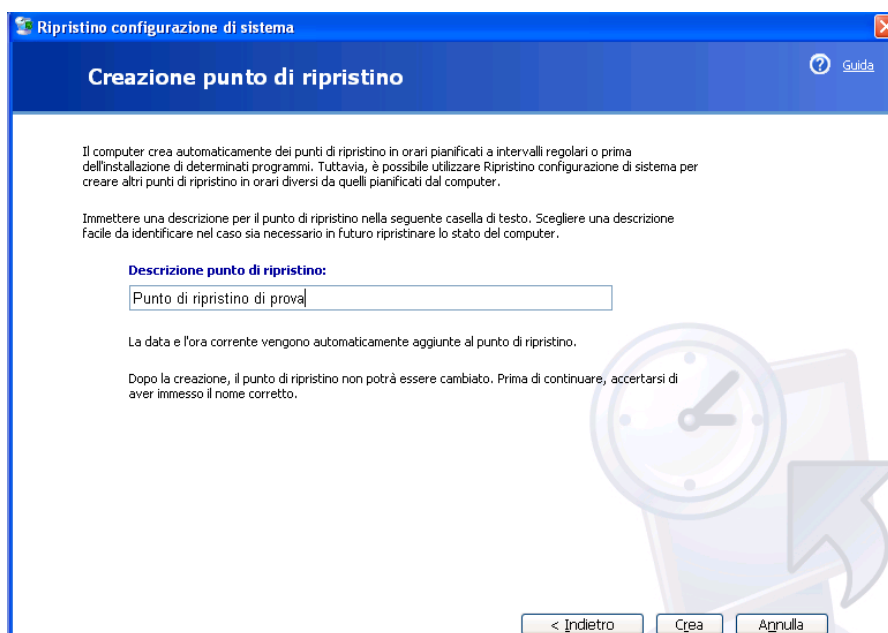 Ripristino configurazione di sistema
Creazione punto di ripristino
Guida
Il computer crea automaticamente dei punti di ripristino in orari pianificati a intervalli regolari o prima
dell'installazione di determinati programmi. Tuttavia, è possibile utilizzare Ripristino configurazione di sistema per
creare altri punti di ripristino in orari diversi da quelli pianificati dal computer.
Immettere una descrizione per il punto di ripristino nella seguente casella di testo. Scegliere una descrizione
facile da identificare nel caso sia necessario in futuro ripristinare lo stato del computer.
Descrizione punto di ripristino:
Punto di ripristino di prova
La data e l'ora corrente vengono automaticamente aggiunte al punto di ripristino.
Dopo la creazione, il punto di ripristino non potrà essere cambiato. Prima di continuare, accertarsi di
aver immesso il nome corretto.
< Indietro
Crea
Annulla